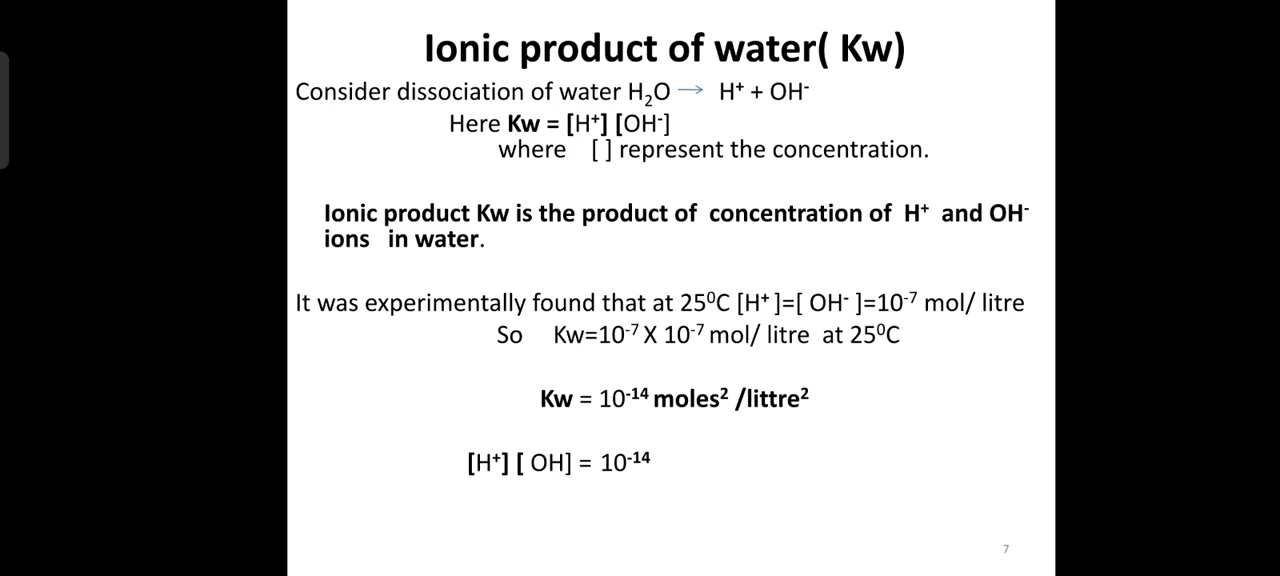 Ionic product of water( Kw)
Consider dissociation of water H₂O → H⁺ + OH⁻
Here Kw = [H⁺] [OH⁻]
where [ ] represent the concentration.
Ionic product Kw is the product of concentration of H⁺ and OH⁻
ions in water.
It was experimentally found that at 25⁰C [H⁺ ]=[ OH⁻ ]=10⁻⁷ mol/ litre
So Kw=10⁻⁷ X 10⁻⁷ mol/ litre at 25⁰C
Kw = 10⁻¹⁴ moles² /littre²
[H⁺] [ OH] = 10⁻¹⁴
7